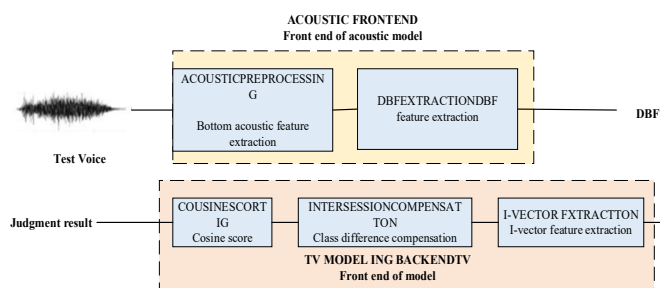 ACOUSTIC FRONTEND
Front end of acoustic model
ACOUSTICPREPROCESSIN
G
Bottom acoustic feature
extraction
DBFEXTRACTIONDBF
feature extraction
DBF
Test Voice
Judgment result
COUSINESCORT
IG
Cosine score
INTERSESSIONCOMPENSAT
TON
Class difference compensation
I-VECTOR FXTRACTTON
I-vector feature extraction
TV MODEL ING BACKENDTV
Front end of model